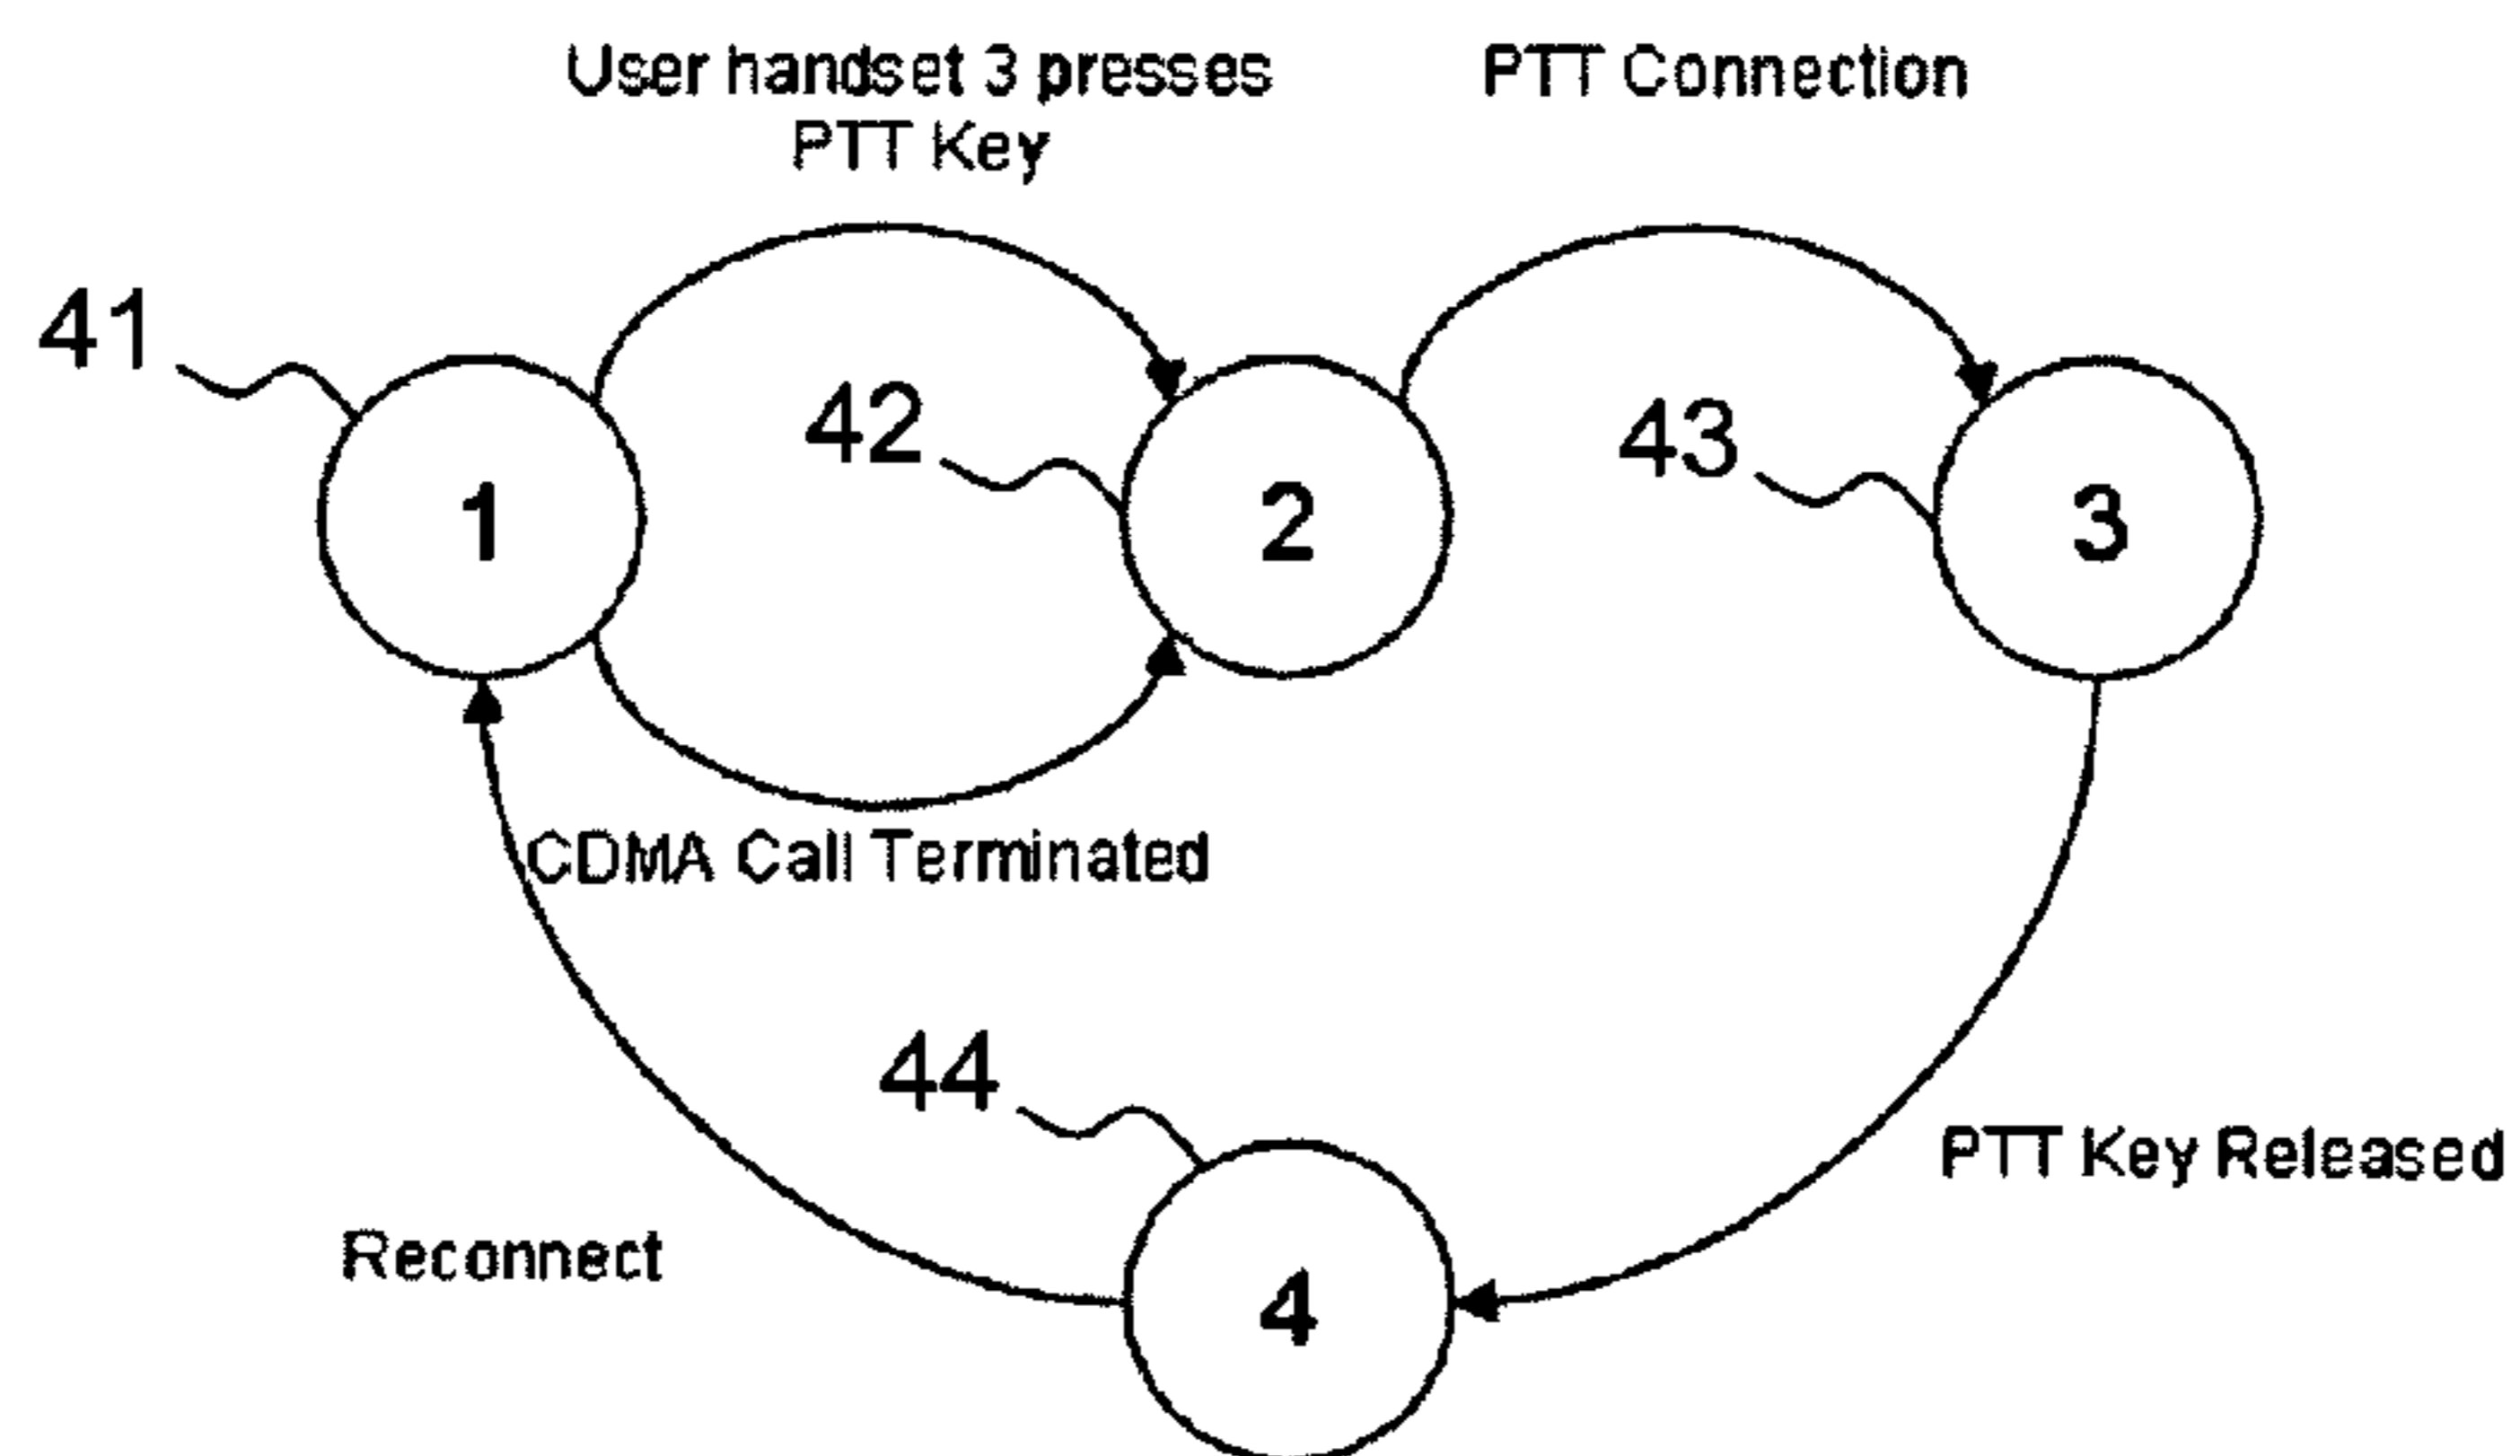 User handset 3 presses
PTT Key
PTT Connection
41
42
43
1
2
3
CDMA Call Terminated
44
PTT Key Released
Reconnect
4